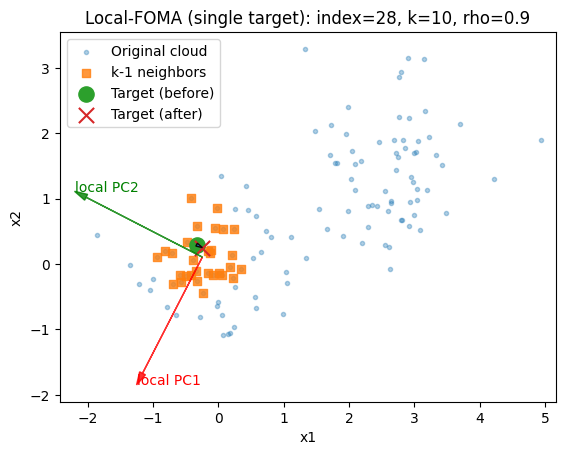 Local-FOMA (single target): index=28, k=10, rho=0.9
Original cloud
k-1 neighbors
Target (before)
Target (after)
local PC2
local PC1
x2
3
2
1
0
−1
−2
−2 −1 0 1 2 3 4 5
x1